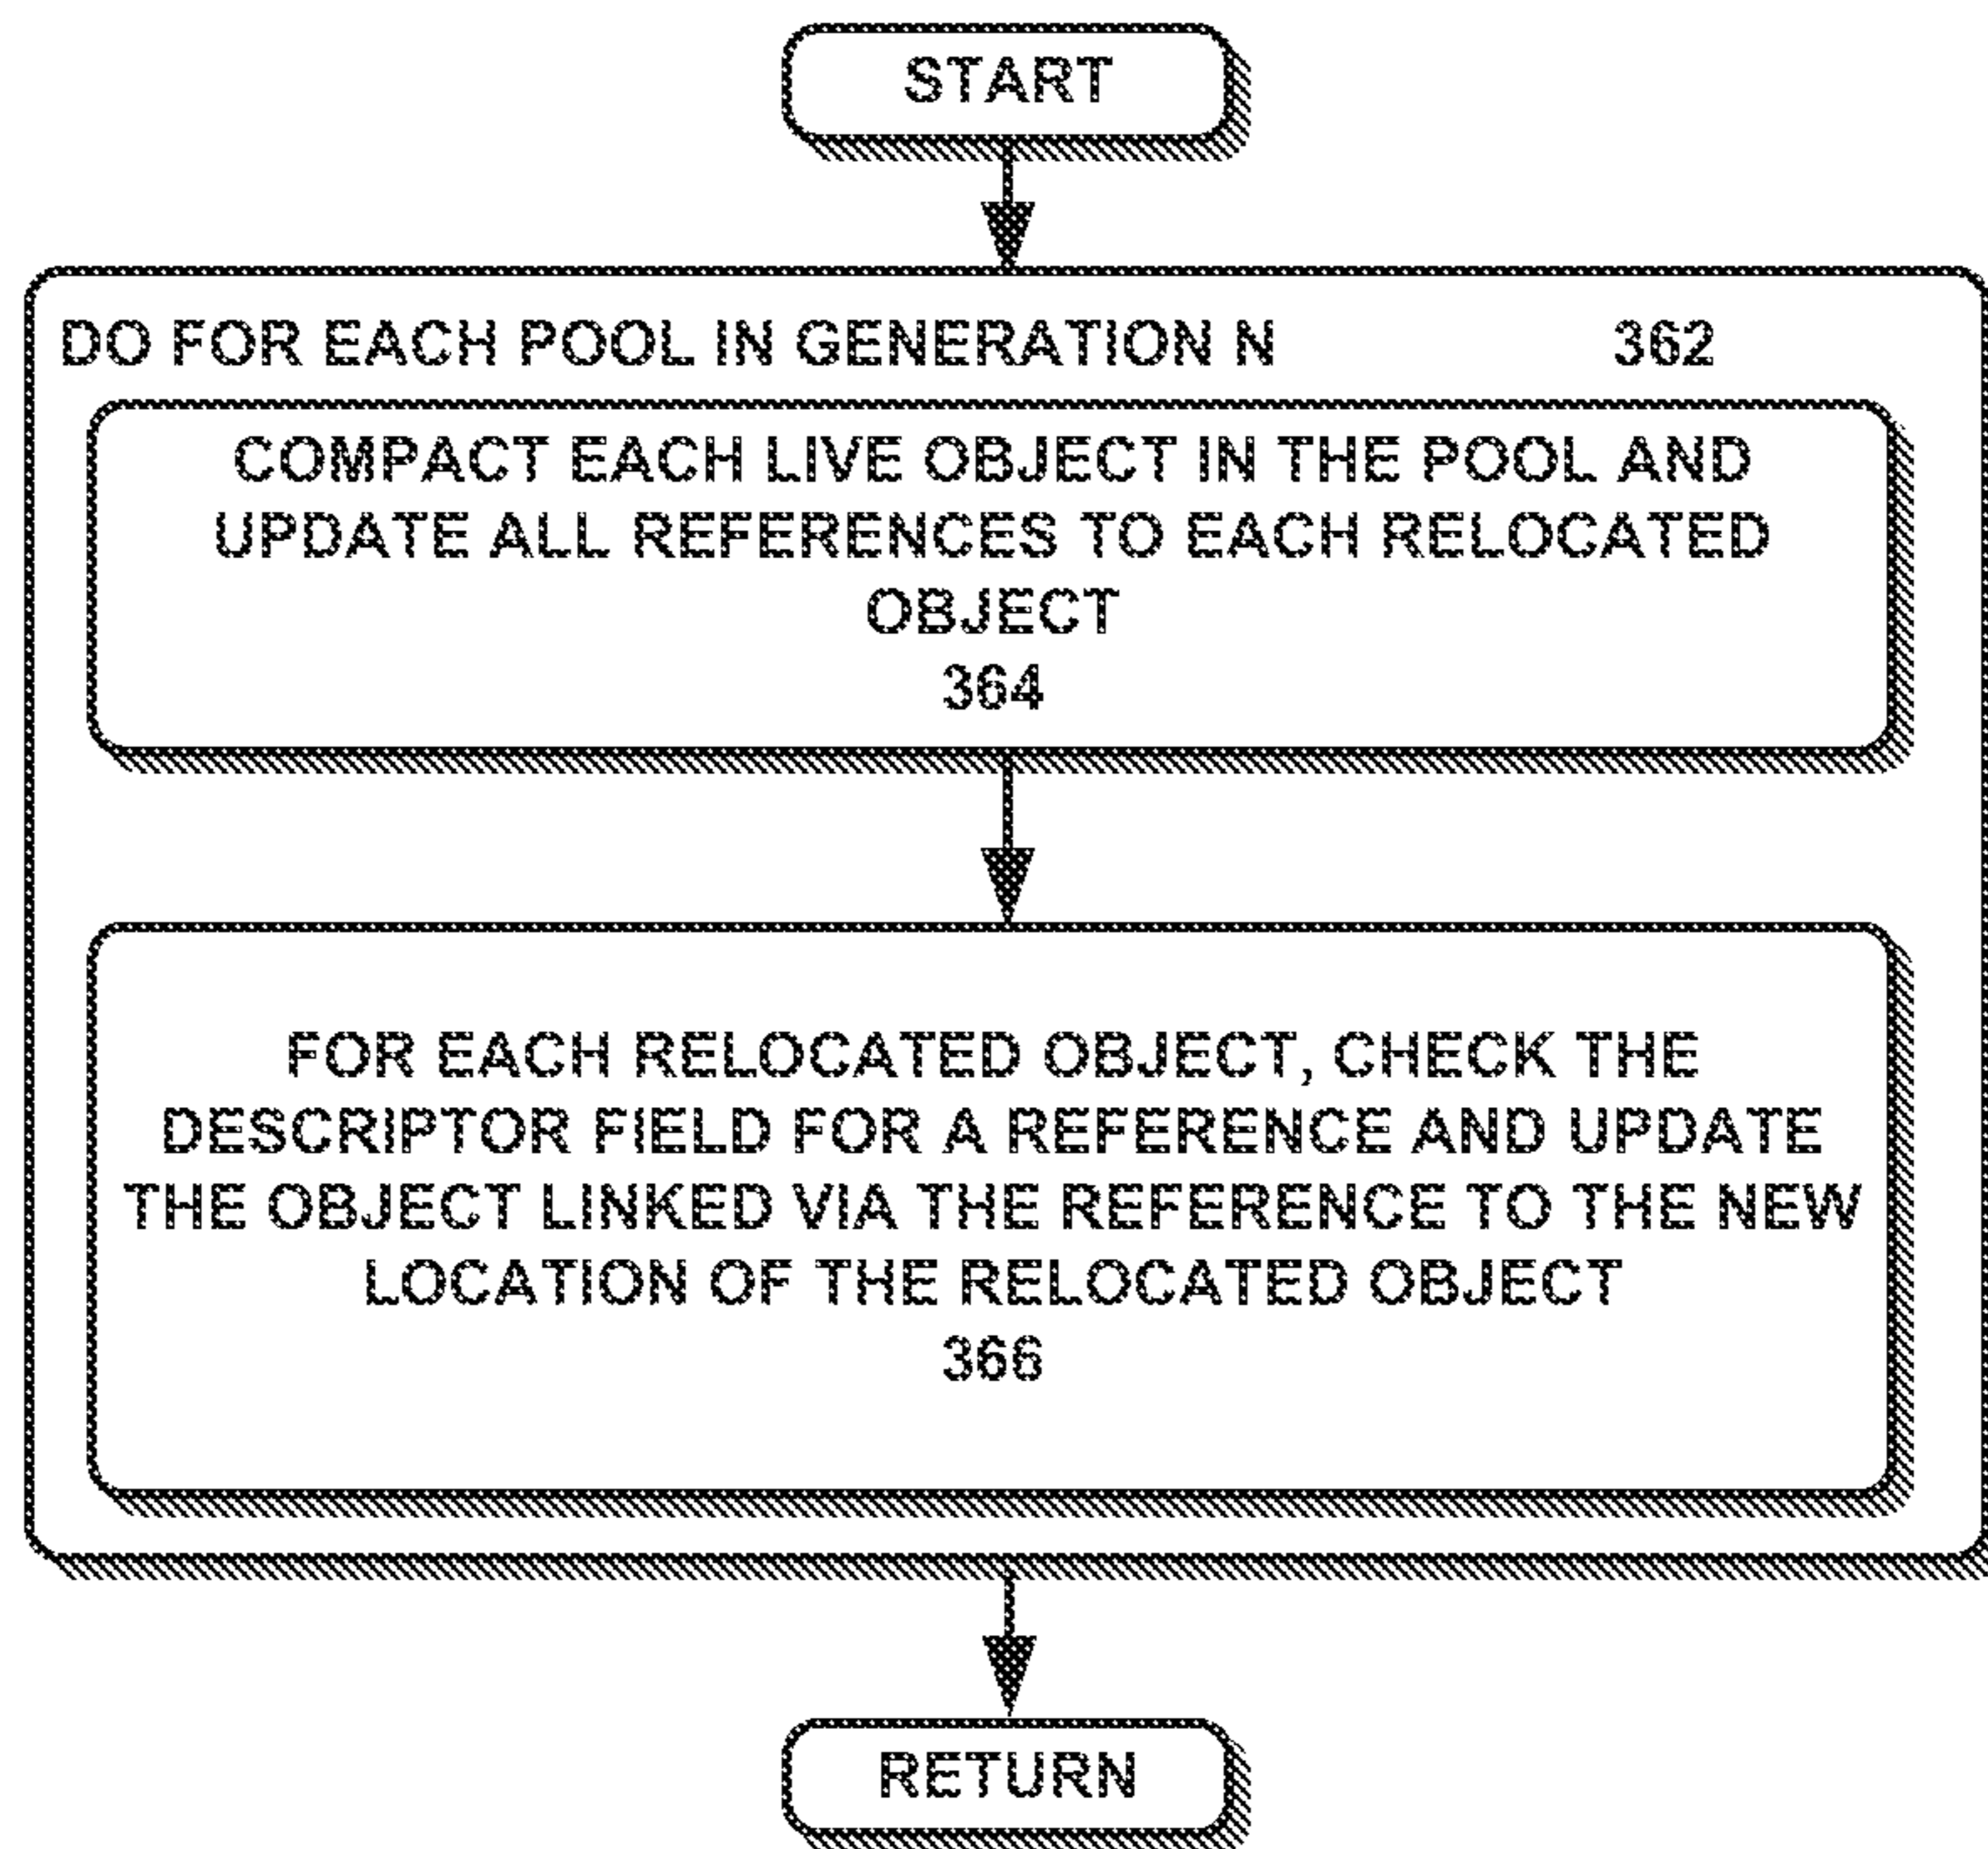 START
DO FOR EACH POOL IN GENERATION N 362
COMPACT EACH LIVE OBJECT IN THE POOL AND
UPDATE ALL REFERENCES TO EACH RELOCATED
OBJECT
364
FOR EACH RELOCATED OBJECT, CHECK THE
DESCRIPTOR FIELD FOR A REFERENCE AND UPDATE
THE OBJECT LINKED VIA THE REFERENCE TO THE NEW
LOCATION OF THE RELOCATED OBJECT
366
RETURN